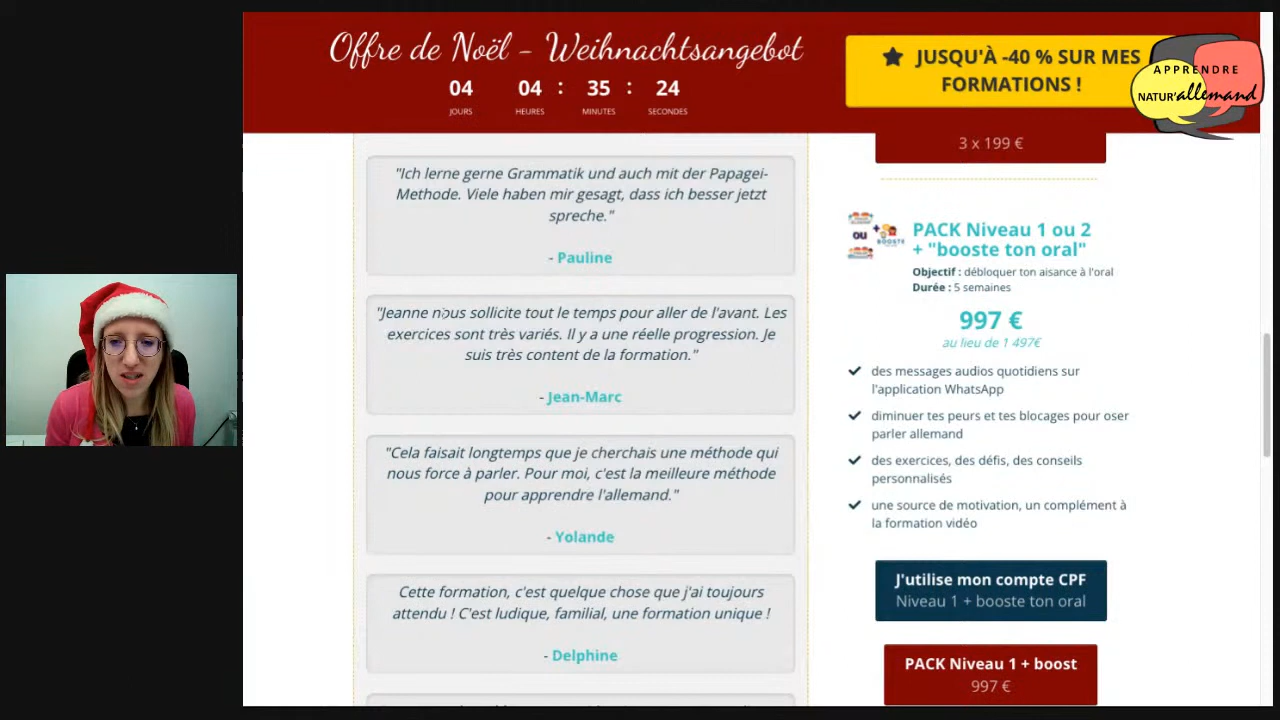 Offre de Noël - Weihnachtsangebot
04 04 : 35 : 24
JOURS HEURES MINUTES SECONDES
JUSQU'À -40 % SUR MES
FORMATIONS !
APPRENDRE
NATUR'allemand
"Ich lerne gerne Grammatik und auch mit der Papagei-
Methode. Viele haben mir gesagt, dass ich besser jetzt
spreche."
- Pauline
"Jeanne nous sollicite tout le temps pour aller de l'avant. Les
exercices sont très variés. Il y a une réelle progression. Je
suis très content de la formation."
- Jean-Marc
"Cela faisait longtemps que je cherchais une méthode qui
nous force à parler. Pour moi, c'est la meilleure méthode
pour apprendre l'allemand."
- Yolande
Cette formation, c'est quelque chose que j'ai toujours
attendu ! C'est ludique, familial, une formation unique !
- Delphine
3 x 199 €
OU
BOOSTE
PACK Niveau 1 ou 2
+ "booste ton oral"
Objectif : débloquer ton aisance à l'oral
Durée : 5 semaines
997 €
au lieu de 1 497€
des messages audios quotidiens sur
l'application WhatsApp
diminuer tes peurs et tes blocages pour oser
parler allemand
des exercices, des défis, des conseils
personnalisés
une source de motivation, un complément à
la formation vidéo
J'utilise mon compte CPF
Niveau 1 + booste ton oral
PACK Niveau 1 + boost
997 €